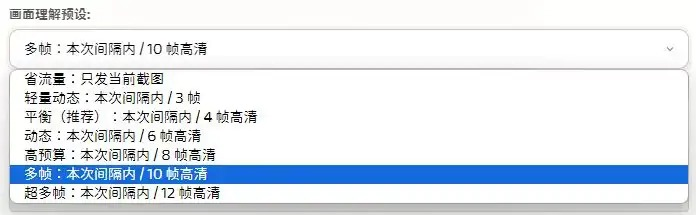 画面理解预设:
多帧：本次间隔内 / 10 帧高清
省流量：只发当前截图
轻量动态：本次间隔内 / 3 帧
平衡（推荐）：本次间隔内 / 4 帧高清
动态：本次间隔内 / 6 帧高清
高预算：本次间隔内 / 8 帧高清
多帧：本次间隔内 / 10 帧高清
超多帧：本次间隔内 / 12 帧高清